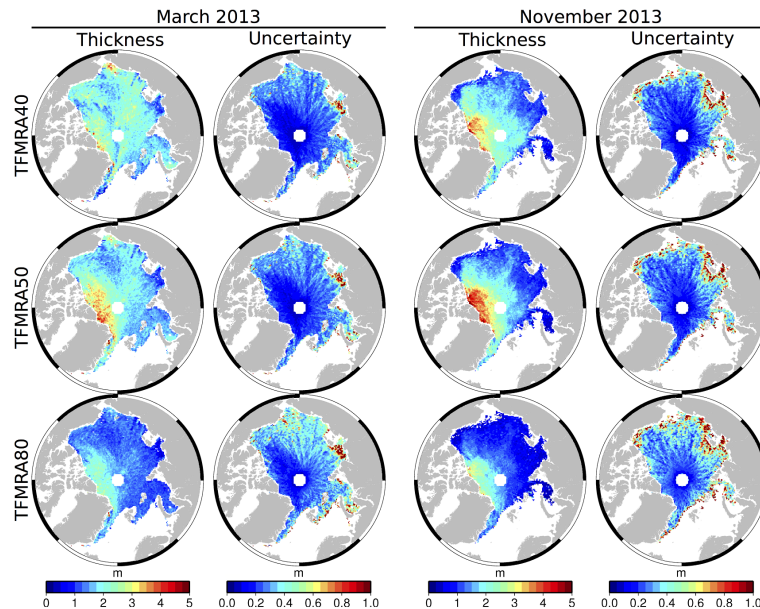 March 2013 November 2013
Thickness Uncertainty Thickness Uncertainty
TFMRA40
TFMRA50
TFMRA80
m m
0 1 2 3 4 5 0.0 0.2 0.4 0.6 0.8 1.0 0 1 2 3 4 5 0.0 0.2 0.4 0.6 0.8 1.0